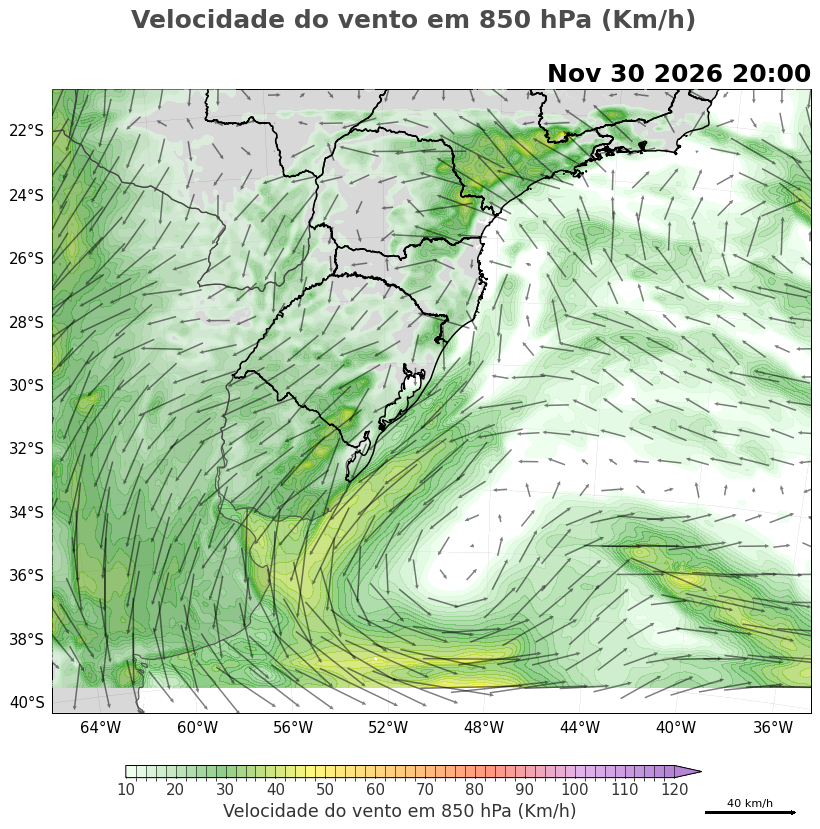 Velocidade do vento em 850 hPa (Km/h)
Nov 30 2026 20:00
22°S
24°S
26°S
28°S
30°S
32°S
34°S
36°S
38°S
40°S
64°W 60°W 56°W 52°W 48°W 44°W 40°W 36°W
10 20 30 40 50 60 70 80 90 100 110 120
Velocidade do vento em 850 hPa (Km/h)
40 km/h